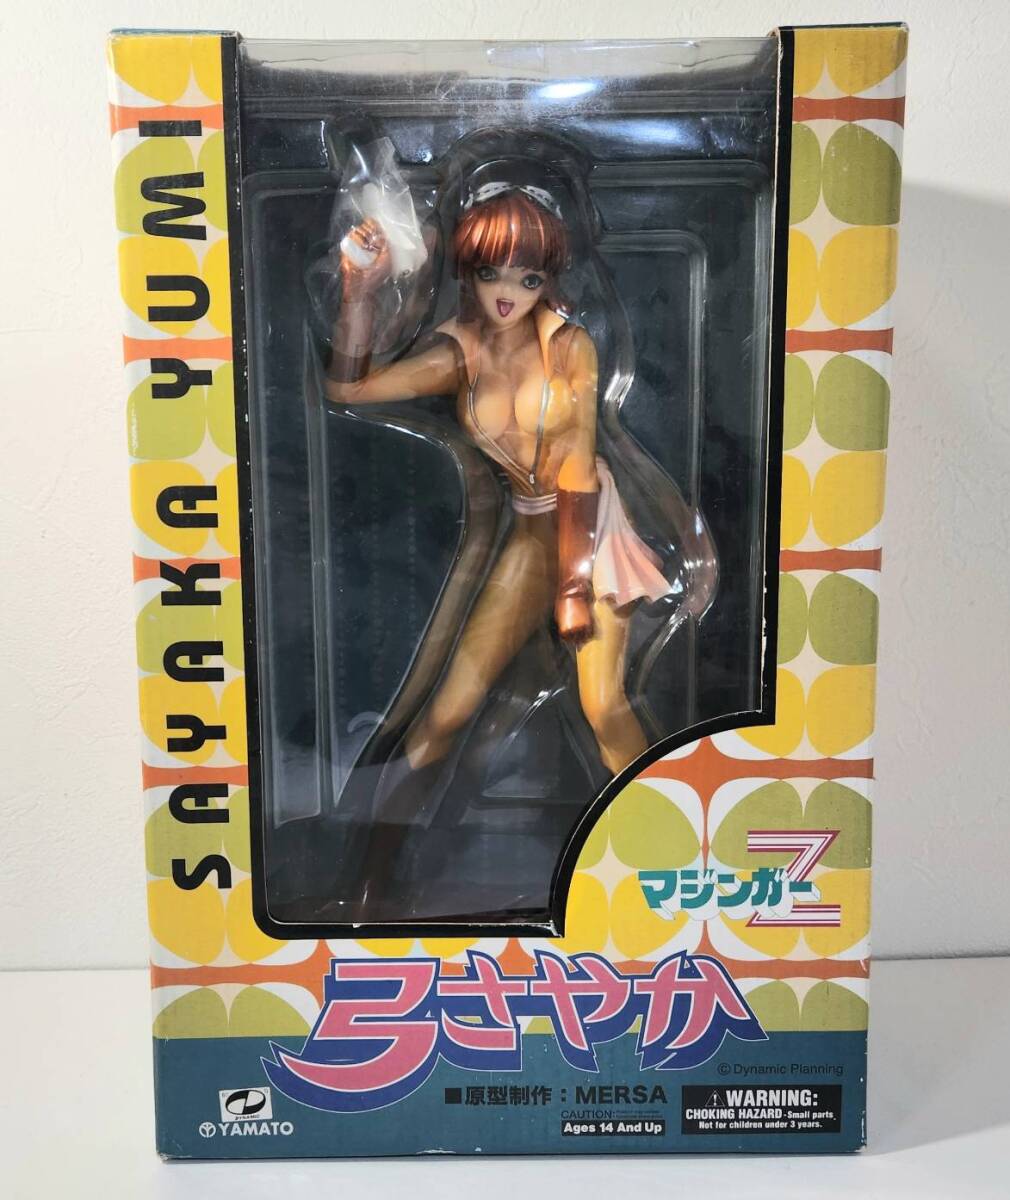 SAYAKA YUMI
マジンガーZ
弓さやか
© Dynamic Planning
■原型制作：MERSA
DYNAMIC
YAMATO
CAUTION:
Ages 14 And Up
WARNING:
CHOKING HAZARD-Small parts.
Not for children under 3 years.